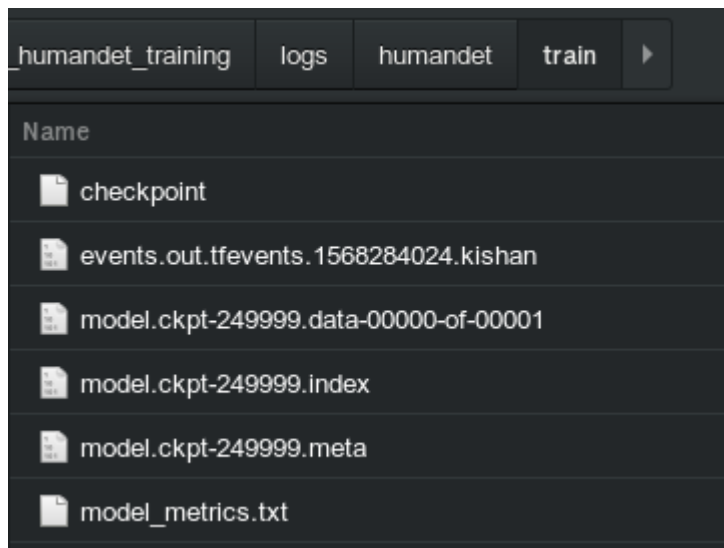 _humandet_training logs humandet train
Name
checkpoint
events.out.tfevents.1568284024.kishan
model.ckpt-249999.data-00000-of-00001
model.ckpt-249999.index
model.ckpt-249999.meta
model_metrics.txt